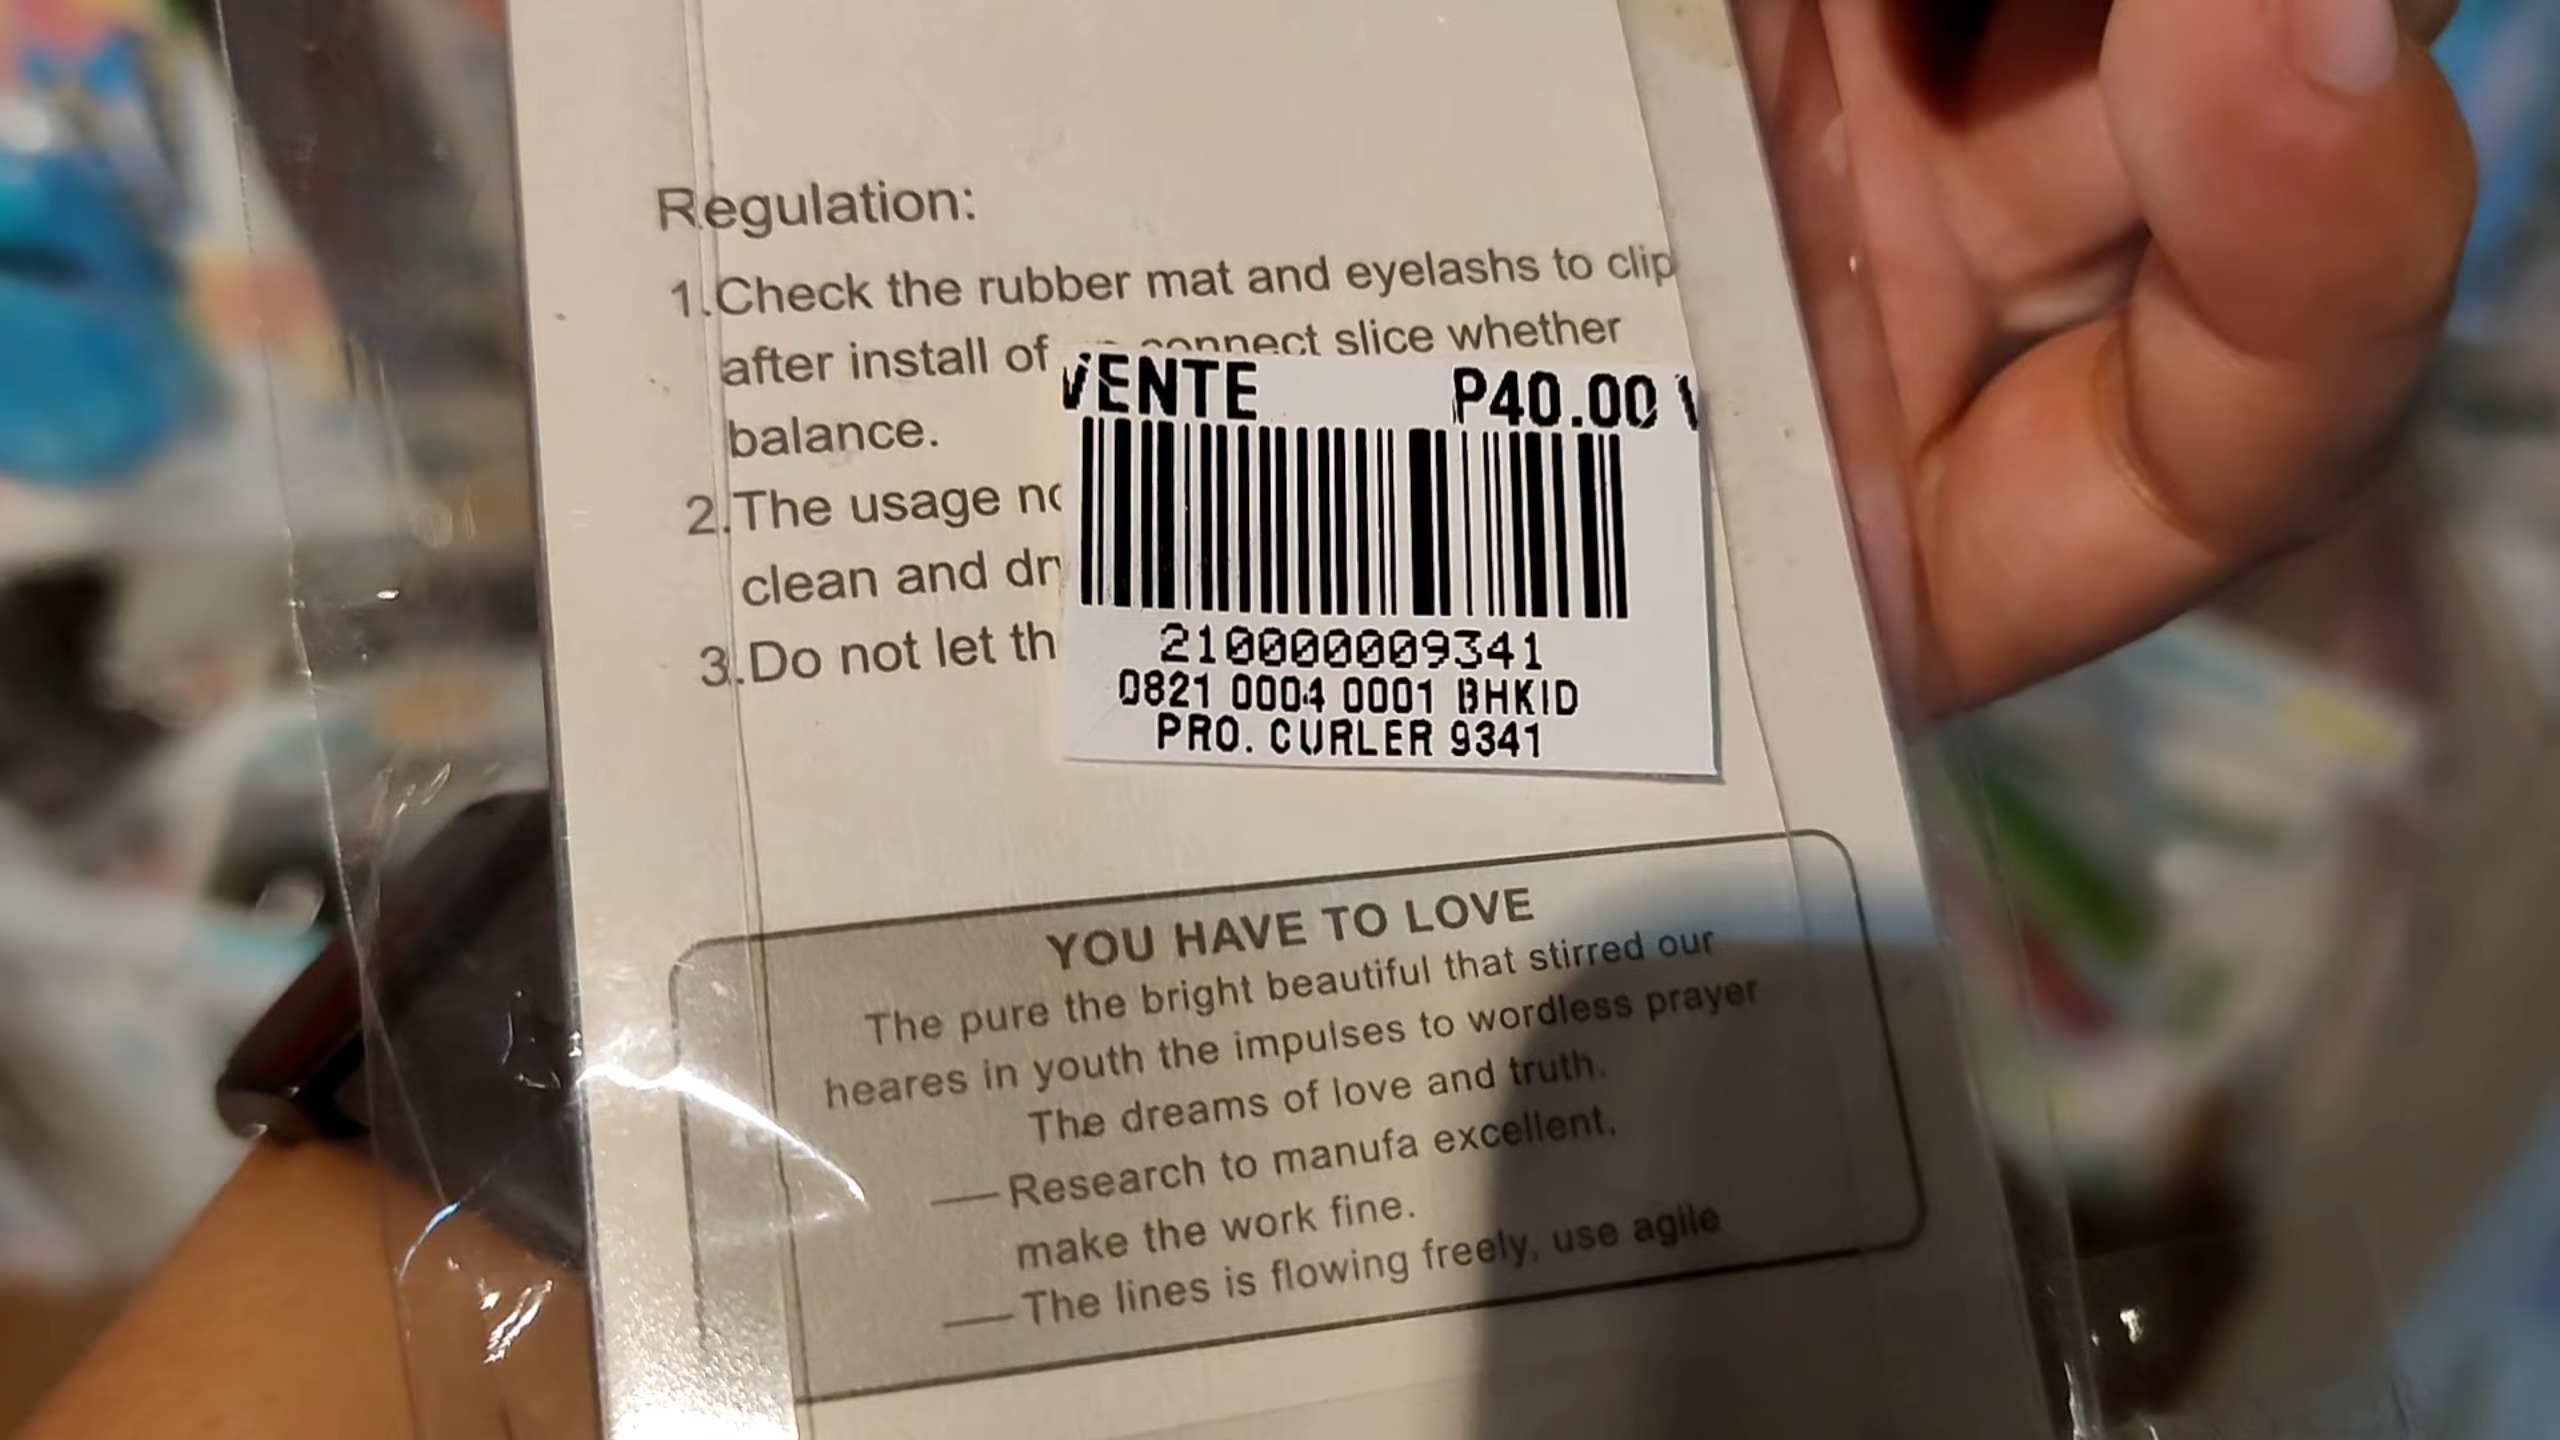 Regulation:
1.Check the rubber mat and eyelashs to clip
after install of connect slice whether
balance.
2.The usage
clean and
3.Do not let
VENTE P40.00
210000009341
0821 0004 0001 BHKID
PRO. CURLER 9341
YOU HAVE TO LOVE
The pure the bright beautiful that stirred our
heares in youth the impulses to wordless prayer
The dreams of love and truth.
—Research to manufa excellent,
make the work fine.
—The lines is flowing freely, use agile